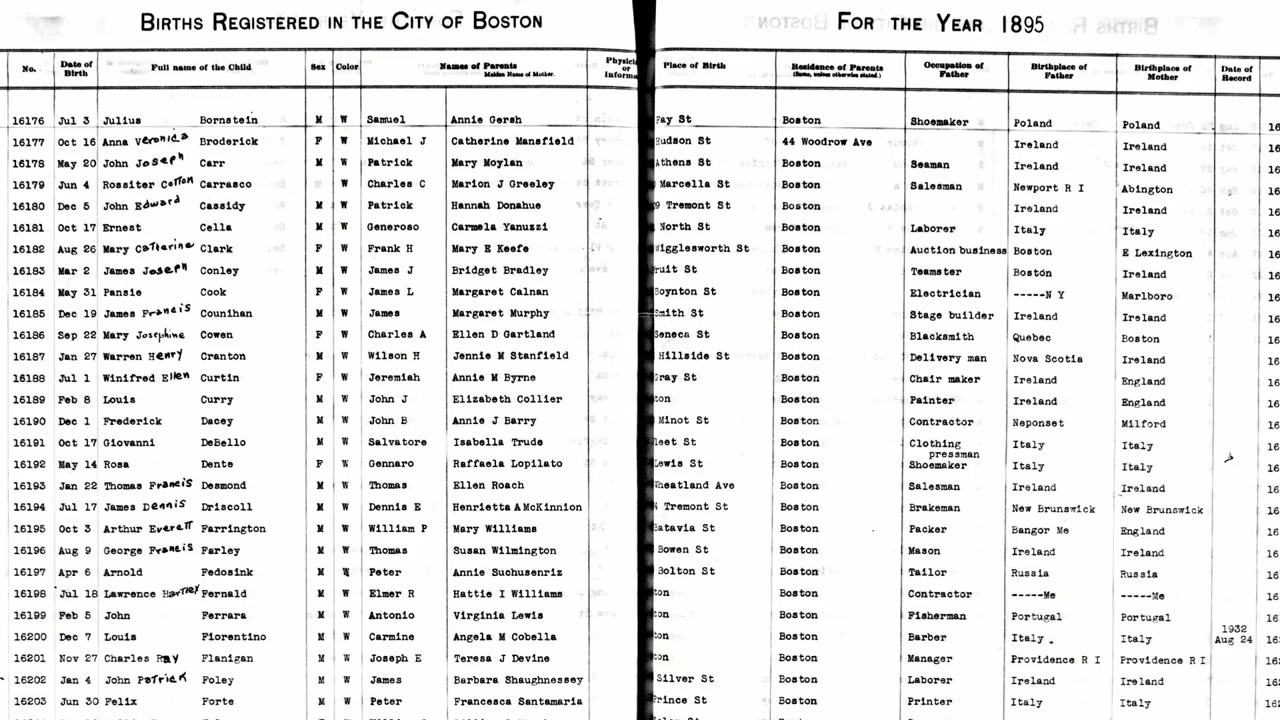 BIRTHS REGISTERED IN THE CITY OF BOSTON FOR THE YEAR 1895
No. Date of Birth Full name of the Child Sex Color Names of Parents Maiden Name of Mother. Place of Birth Residence of Parents (Same, unless otherwise stated.) Occupation of Father Birthplace of Father Birthplace of Mother Date of Record
16176 Jul 3 Julius Bornstein M W Samuel Annie Gersh Fay St Boston Shoemaker Poland Poland
16177 Oct 16 Anna Veronica Broderick F W Michael J Catherine Mansfield Hudson St 44 Woodrow Ave Ireland Ireland
16178 May 20 John Joseph Carr M W Patrick Mary Moylan Athens St Boston Seaman Ireland Ireland
16179 Jun 4 Rossiter Cotton Carrasco M W Charles C Marion J Greeley Marcella St Boston Salesman Newport R I Abington
16180 Dec 5 John Edward Cassidy M W Patrick Hannah Donahue 9 Tremont St Boston Ireland Ireland
16181 Oct 17 Ernest Cella M W Generoso Carmela Yanuzzi North St Boston Laborer Italy Italy
16182 Aug 26 Mary Catherine Clark F W Frank H Mary E Keefe igglesworth St Boston Auction business Boston E Lexington
16183 Mar 2 James Joseph Conley M W James J Bridget Bradley ruit St Boston Teamster Boston Ireland
16184 May 31 Pansie Cook F W James L Margaret Calnan Boynton St Boston Electrician -----N Y Marlboro
16185 Dec 19 James Francis Counihan M W James Margaret Murphy Smith St Boston Stage builder Ireland Ireland
16186 Sep 22 Mary Josephine Cowen F W Charles A Ellen D Gartland Seneca St Boston Blacksmith Quebec Boston
16187 Jan 27 Warren Henry Cranton M W Wilson H Jennie M Stanfield Hillside St Boston Delivery man Nova Scotia Ireland
16188 Jul 1 Winifred Ellen Curtin F W Jeremiah Annie M Byrne Gray St Boston Chair maker Ireland England
16189 Feb 8 Louis Curry M W John J Elizabeth Collier ton Boston Painter Ireland England
16190 Dec 1 Frederick Dacey M W John B Annie J Barry Minot St Boston Contractor Neponset Milford
16191 Oct 17 Giovanni DeBello M W Salvatore Isabella Trude leet St Boston Clothing pressman Italy Italy
16192 May 14 Rosa Dente F W Gennaro Raffaela Lopilato Lewis St Boston Shoemaker Italy Italy
16193 Jan 22 Thomas Francis Desmond M W Thomas Ellen Roach Wheatland Ave Boston Salesman Ireland Ireland
16194 Jul 17 James Dennis Driscoll M W Dennis E Henrietta A McKinnion Tremont St Boston Brakeman New Brunswick New Brunswick
16195 Oct 3 Arthur Everett Farrington M W William P Mary Williams Batavia St Boston Packer Bangor Me England
16196 Aug 9 George Francis Farley M W Thomas Susan Wilmington Bowen St Boston Mason Ireland Ireland
16197 Apr 6 Arnold Fedosink M W Peter Annie Suchusenriz Bolton St Boston Tailor Russia Russia
16198 Jul 18 Lawrence Hartley Fernald M W Elmer R Hattie I Williams ton Boston Contractor -----Me -----Me
16199 Feb 5 John Ferrara M W Antonio Virginia Lewis ton Boston Fisherman Portugal Portugal
16200 Dec 7 Louis Fiorentino M W Carmine Angela M Cobella ton Boston Barber Italy Italy 1932 Aug 24
16201 Nov 27 Charles Ray Flanigan M W Joseph E Teresa J Devine on Boston Manager Providence R I Providence R I
16202 Jan 4 John Patrick Foley M W James Barbara Shaughnessey Silver St Boston Laborer Ireland Ireland
16203 Jun 30 Felix Forte M W Peter Francesca Santamaria Prince St Boston Printer Italy Italy